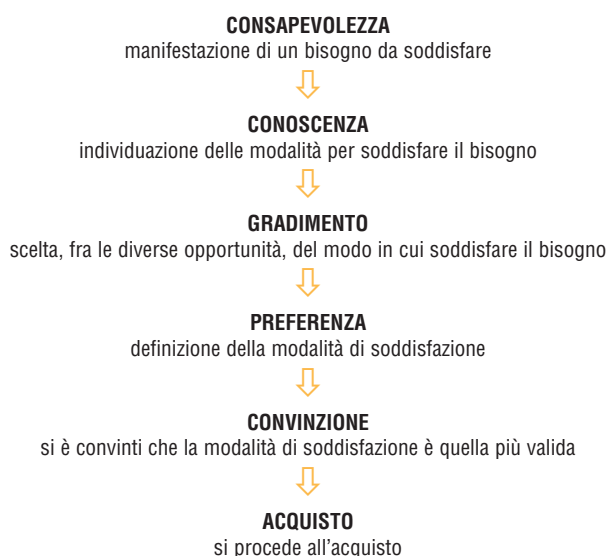 CONSAPEVOLEZZA
manifestazione di un bisogno da soddisfare
CONOSCENZA
individuazione delle modalità per soddisfare il bisogno
GRADIMENTO
scelta, fra le diverse opportunità, del modo in cui soddisfare il bisogno
PREFERENZA
definizione della modalità di soddisfazione
CONVINZIONE
si è convinti che la modalità di soddisfazione è quella più valida
ACQUISTO
si procede all'acquisto